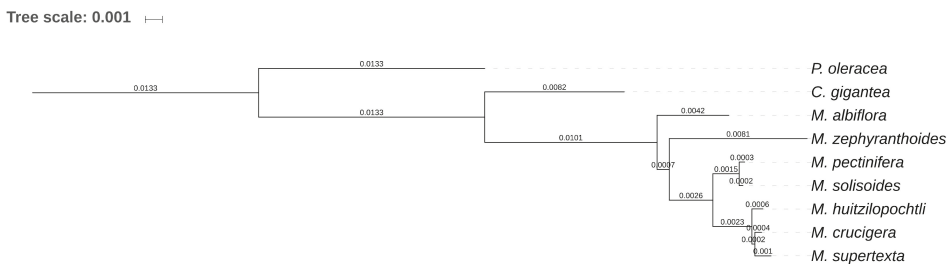 Tree scale: 0.001
0.0133 P. oleracea
0.0082 C. gigantea
0.0133
0.0133
0.0042 M. albiflora
0.0101 0.0081 M. zephyranthoides
0.0003 M. pectinifera
0.0007 0.0015
0.0002 M. solisoides
0.0026
0.0006 M. huitzilopochtli
0.0023 0.0004 M. crucigera
0.0002
0.001 M. supertexta